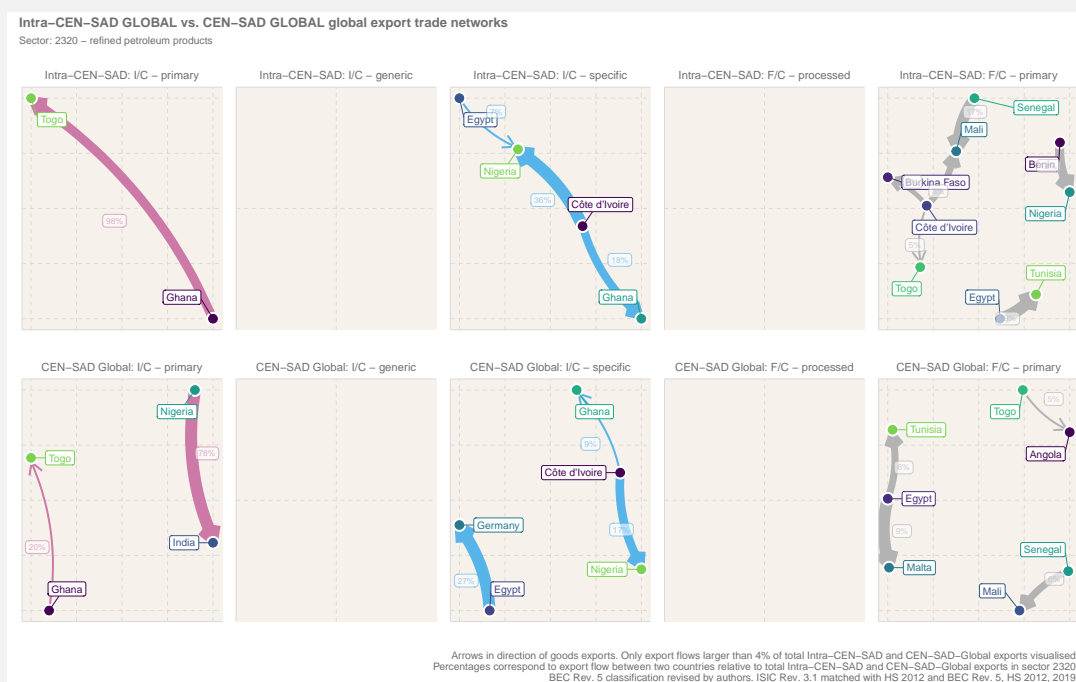 Intra−CEN−SAD GLOBAL vs. CEN−SAD GLOBAL global export trade networks
Sector: 2320 − refined petroleum products
Intra−CEN−SAD: I/C − primary
Intra−CEN−SAD: I/C − generic
Intra−CEN−SAD: I/C − specific
Intra−CEN−SAD: F/C − processed
Intra−CEN−SAD: F/C − primary
Togo
98%
Ghana
Egypt
7%
Nigeria
36%
Côte d'Ivoire
18%
Ghana
Senegal
Mali
Benin
Burkina Faso
Nigeria
Côte d'Ivoire
5%
Togo
Tunisia
Egypt
CEN−SAD Global: I/C − primary
CEN−SAD Global: I/C − generic
CEN−SAD Global: I/C − specific
CEN−SAD Global: F/C − processed
CEN−SAD Global: F/C − primary
Nigeria
78%
Togo
India
20%
Ghana
Ghana
9%
Côte d'Ivoire
Germany
17%
Nigeria
27%
Egypt
Togo
5%
Tunisia
Angola
Egypt
9%
Senegal
Malta
Mali
Arrows in direction of goods exports. Only export flows larger than 4% of total Intra−CEN−SAD and CEN−SAD−Global exports visualised
Percentages correspond to export flow between two countries relative to total Intra−CEN−SAD and CEN−SAD−Global exports in sector 2320
BEC Rev. 5 classification revised by authors. ISIC Rev. 3.1 matched with HS 2012 and BEC Rev. 5, HS 2012, 2019